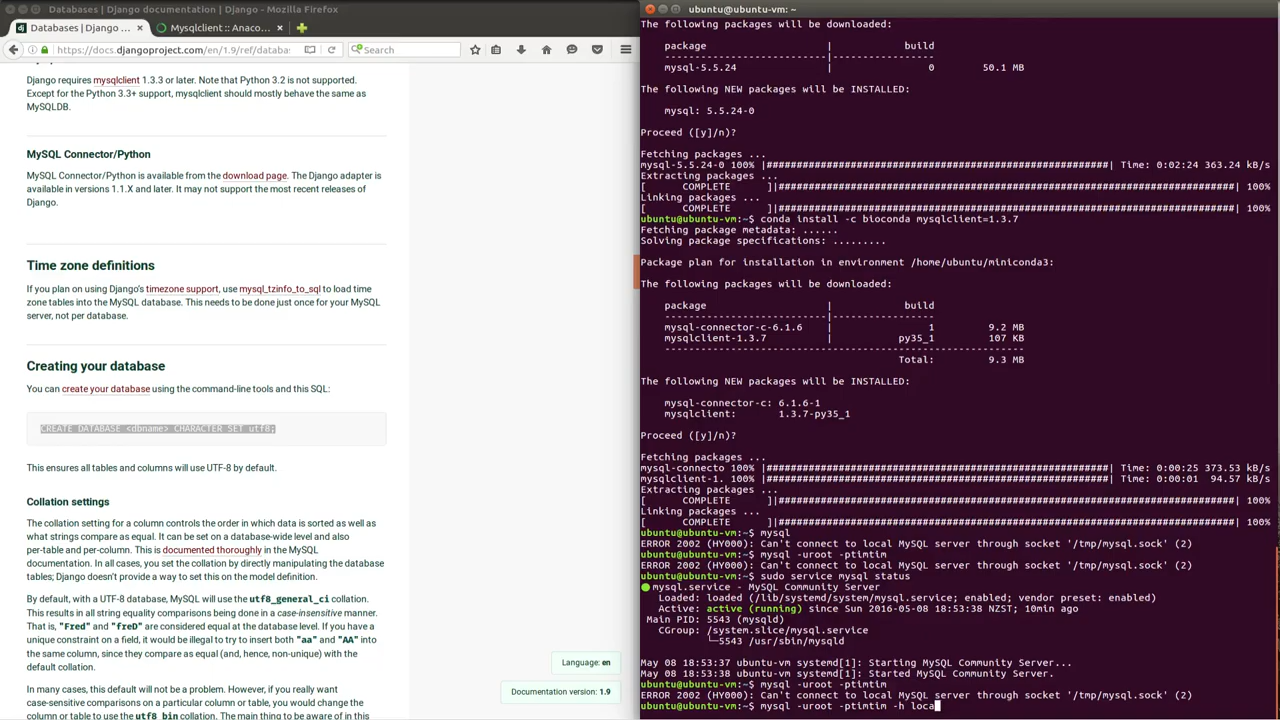 Databases | Django documentation | Django - Mozilla Firefox
Databases | Django ...
Mysqlclient :: Anaco...
https://docs.djangoproject.com/en/1.9/ref/databa
Search
Django requires mysqlclient 1.3.3 or later. Note that Python 3.2 is not supported.
Except for the Python 3.3+ support, mysqlclient should mostly behave the same as
MySQLDB.
MySQL Connector/Python
MySQL Connector/Python is available from the download page. The Django adapter is
available in versions 1.1.X and later. It may not support the most recent releases of
Django.
Time zone definitions
If you plan on using Django's timezone support, use mysql_tzinfo_to_sql to load time
zone tables into the MySQL database. This needs to be done just once for your MySQL
server, not per database.
Creating your database
You can create your database using the command-line tools and this SQL:
CREATE DATABASE <dbname> CHARACTER SET utf8;
This ensures all tables and columns will use UTF-8 by default.
Collation settings
The collation setting for a column controls the order in which data is sorted as well as
what strings compare as equal. It can be set on a database-wide level and also
per-table and per-column. This is documented thoroughly in the MySQL
documentation. In all cases, you set the collation by directly manipulating the database
tables; Django doesn't provide a way to set this on the model definition.
By default, with a UTF-8 database, MySQL will use the utf8_general_ci collation.
This results in all string equality comparisons being done in a case-insensitive manner.
That is, "Fred" and "freD" are considered equal at the database level. If you have a
unique constraint on a field, it would be illegal to try to insert both "aa" and "AA" into
the same column, since they compare as equal (and, hence, non-unique) with the
default collation.
In many cases, this default will not be a problem. However, if you really want
case-sensitive comparisons on a particular column or table, you would change the
column or table to use the utf8_bin collation. The main thing to be aware of in this
Language: en
Documentation version: 1.9
ubuntu@ubuntu-vm: ~
The following packages will be downloaded:
package | build
---------------------------|-----------------
mysql-5.5.24 | 0 50.1 MB
The following NEW packages will be INSTALLED:
mysql: 5.5.24-0
Proceed ([y]/n)?
Fetching packages ...
mysql-5.5.24-0 100% |########################################################| Time: 0:02:24 363.24 kB/s
Extracting packages ...
[ COMPLETE ]|###########################################################################| 100%
Linking packages ...
[ COMPLETE ]|###########################################################################| 100%
ubuntu@ubuntu-vm:~$ conda install -c bioconda mysqlclient=1.3.7
Fetching package metadata: ......
Solving package specifications: .........
Package plan for installation in environment /home/ubuntu/miniconda3:
The following packages will be downloaded:
package | build
---------------------------|-----------------
mysql-connector-c-6.1.6 | 1 9.2 MB
mysqlclient-1.3.7 | py35_1 107 KB
------------------------------------------------------------
Total: 9.3 MB
The following NEW packages will be INSTALLED:
mysql-connector-c: 6.1.6-1
mysqlclient: 1.3.7-py35_1
Proceed ([y]/n)?
Fetching packages ...
mysql-connecto 100% |########################################################| Time: 0:00:25 373.53 kB/s
mysqlclient-1. 100% |########################################################| Time: 0:00:01 94.57 kB/s
Extracting packages ...
[ COMPLETE ]|###########################################################################| 100%
Linking packages ...
[ COMPLETE ]|###########################################################################| 100%
ubuntu@ubuntu-vm:~$ mysql
ERROR 2002 (HY000): Can't connect to local MySQL server through socket '/tmp/mysql.sock' (2)
ubuntu@ubuntu-vm:~$ mysql -uroot -ptimtim
ERROR 2002 (HY000): Can't connect to local MySQL server through socket '/tmp/mysql.sock' (2)
ubuntu@ubuntu-vm:~$ sudo service mysql status
● mysql.service - MySQL Community Server
Loaded: loaded (/lib/systemd/system/mysql.service; enabled; vendor preset: enabled)
Active: active (running) since Sun 2016-05-08 18:53:38 NZST; 10min ago
Main PID: 5543 (mysqld)
CGroup: /system.slice/mysql.service
└─5543 /usr/sbin/mysqld
May 08 18:53:37 ubuntu-vm systemd[1]: Starting MySQL Community Server...
May 08 18:53:38 ubuntu-vm systemd[1]: Started MySQL Community Server.
ubuntu@ubuntu-vm:~$ mysql -uroot -ptimtim
ERROR 2002 (HY000): Can't connect to local MySQL server through socket '/tmp/mysql.sock' (2)
ubuntu@ubuntu-vm:~$ mysql -uroot -ptimtim -h loca